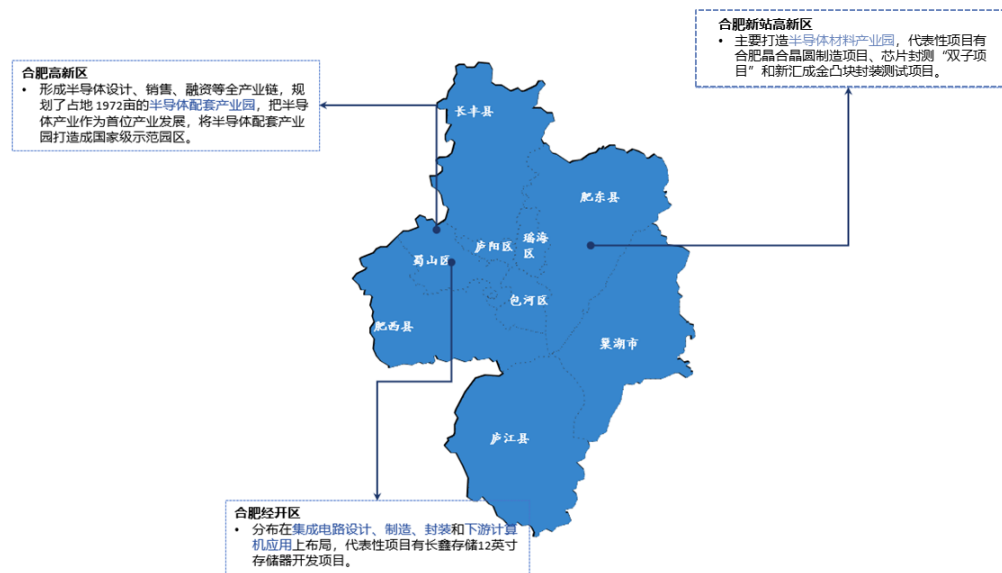 合肥新站高新区
• 主要打造半导体材料产业园，代表性项目有
合肥晶合晶圆制造项目、芯片封测“双子项
目”和新汇成金凸块封装测试项目。
合肥高新区
• 形成半导体设计、销售、融资等全产业链，规
划了占地1972亩的半导体配套产业园，把半导
体产业作为首位产业发展，将半导体配套产业
园打造成国家级示范园区。
长丰县
肥东县
庐阳区
瑶海
区
蜀山区
包河区
肥西县
巢湖市
庐江县
合肥经开区
• 分布在集成电路设计、制造、封装和下游计算
机应用上布局，代表性项目有长鑫存储12英寸
存储器开发项目。